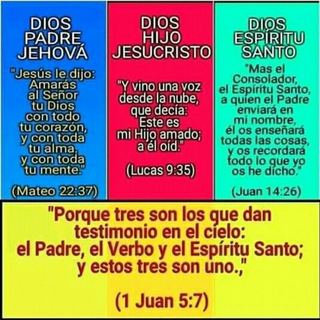 DIOS
PADRE
JEHOVÁ
"Jesús le dijo:
Amarás
al Señor
tu Dios
con todo
tu corazón,
y con toda
tu alma,
y con toda
tu mente."
(Mateo 22:37)
DIOS
HIJO
JESUCRISTO
"Y vino una voz
desde la nube,
que decía:
Este es
mi Hijo amado;
a él oíd."
(Lucas 9:35)
DIOS
ESPÍRITU
SANTO
"Mas el
Consolador,
el Espíritu Santo,
a quien el Padre
enviará en
mi nombre,
él os enseñará
todas las cosas,
y os recordará
todo lo que yo
os he dicho."
(Juan 14:26)
"Porque tres son los que dan
testimonio en el cielo:
el Padre, el Verbo y el Espíritu Santo;
y estos tres son uno.,"
(1 Juan 5:7)